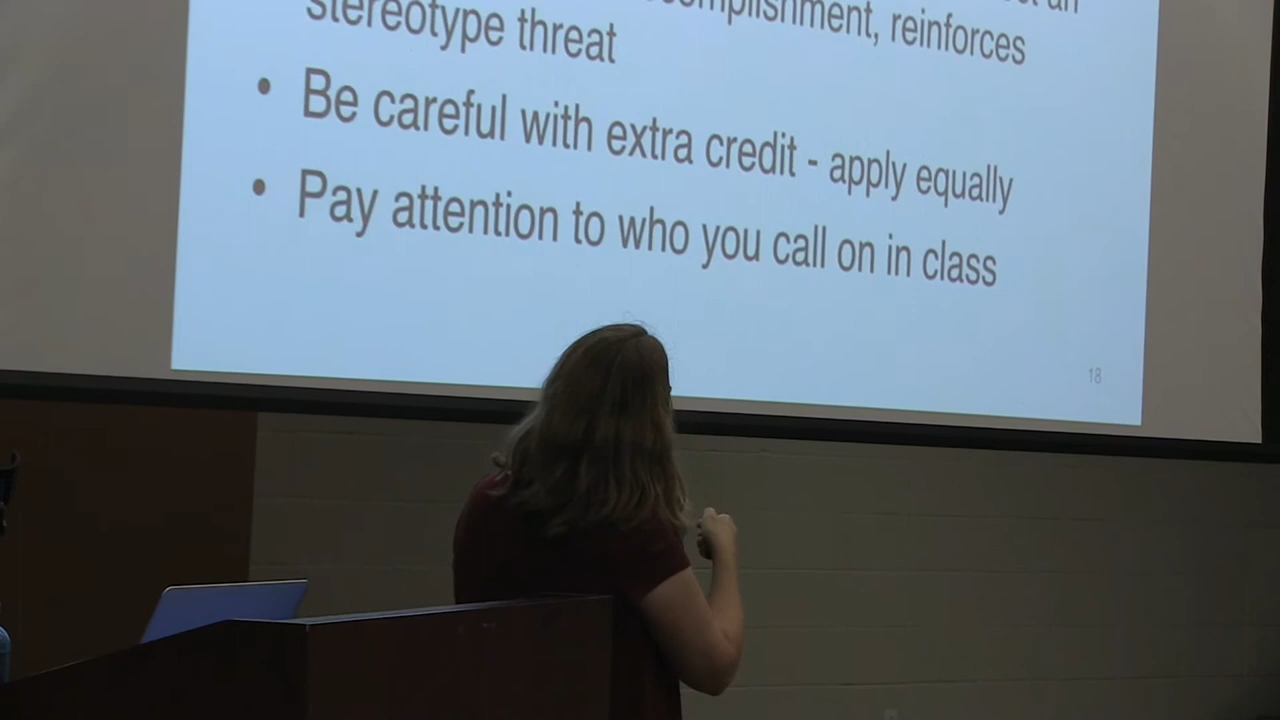 accomplishment, reinforces
stereotype threat
• Be careful with extra credit - apply equally
• Pay attention to who you call on in class
18